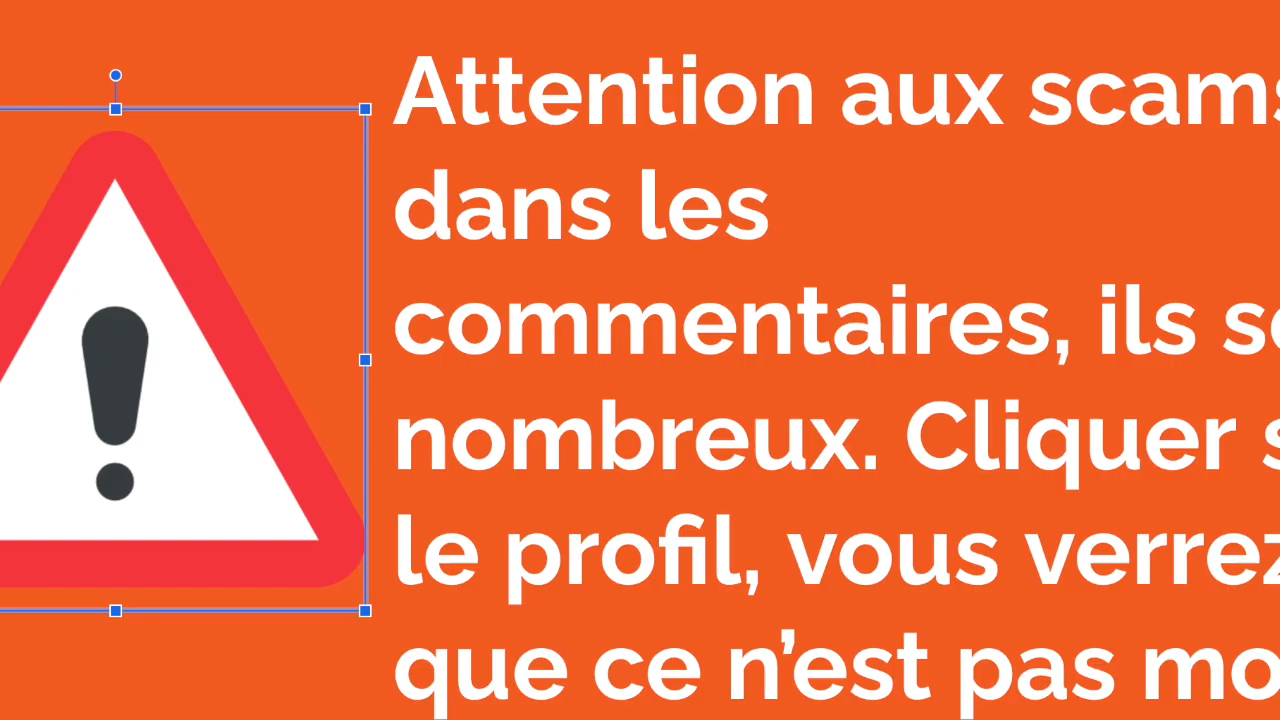 Attention aux scams
dans les
commentaires, ils
nombreux. Cliquer
le profil, vous verrez
que ce n’est pas